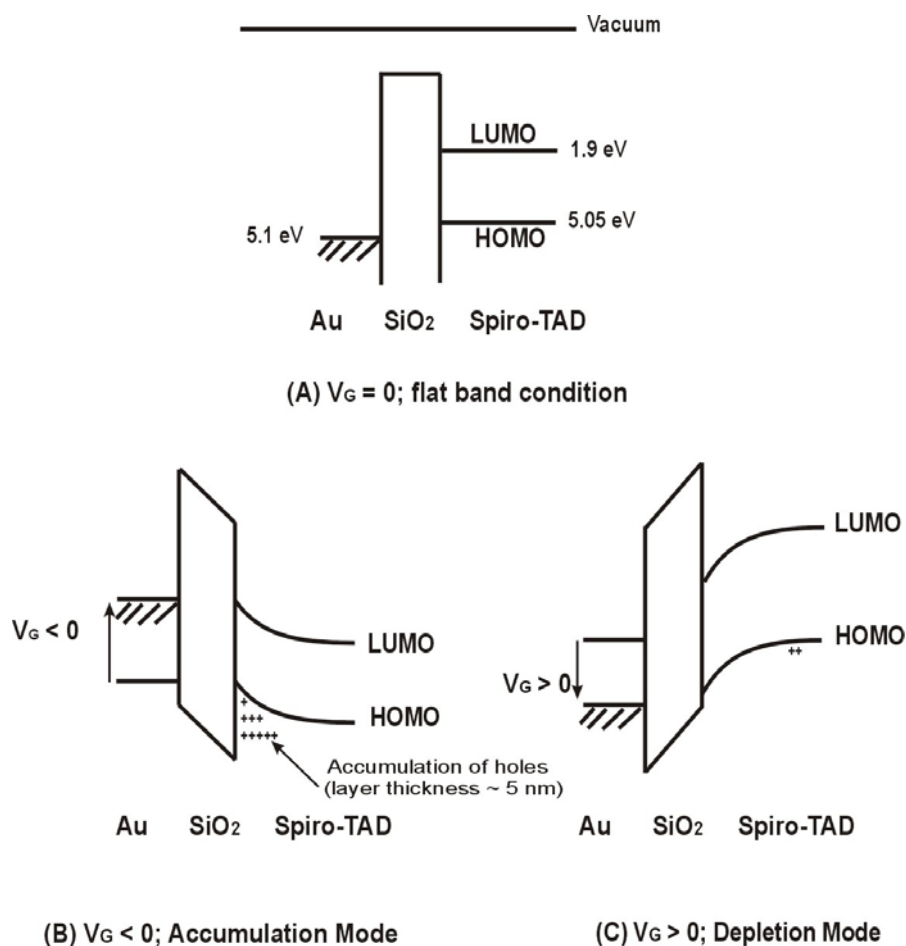 Vacuum
LUMO
1.9 eV
5.1 eV
5.05 eV
HOMO
Au SiO₂ Spiro-TAD
(A) VG = 0; flat band condition
VG < 0
LUMO
HOMO
+
+++
+++++
Accumulation of holes
(layer thickness ~ 5 nm)
Au SiO₂ Spiro-TAD
(B) VG < 0; Accumulation Mode
LUMO
HOMO
++
VG > 0
Au SiO₂ Spiro-TAD
(C) VG > 0; Depletion Mode